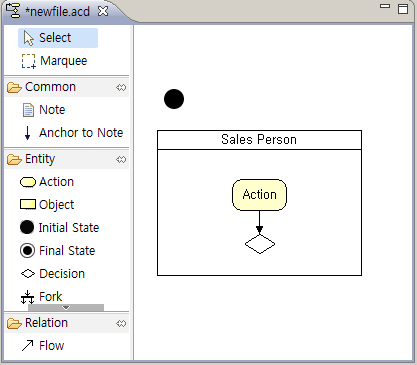 *newfile.acd
Select
Marquee
Common
Note
Anchor to Note
Entity
Action
Object
Initial State
Final State
Decision
Fork
Relation
Flow
Sales Person
Action